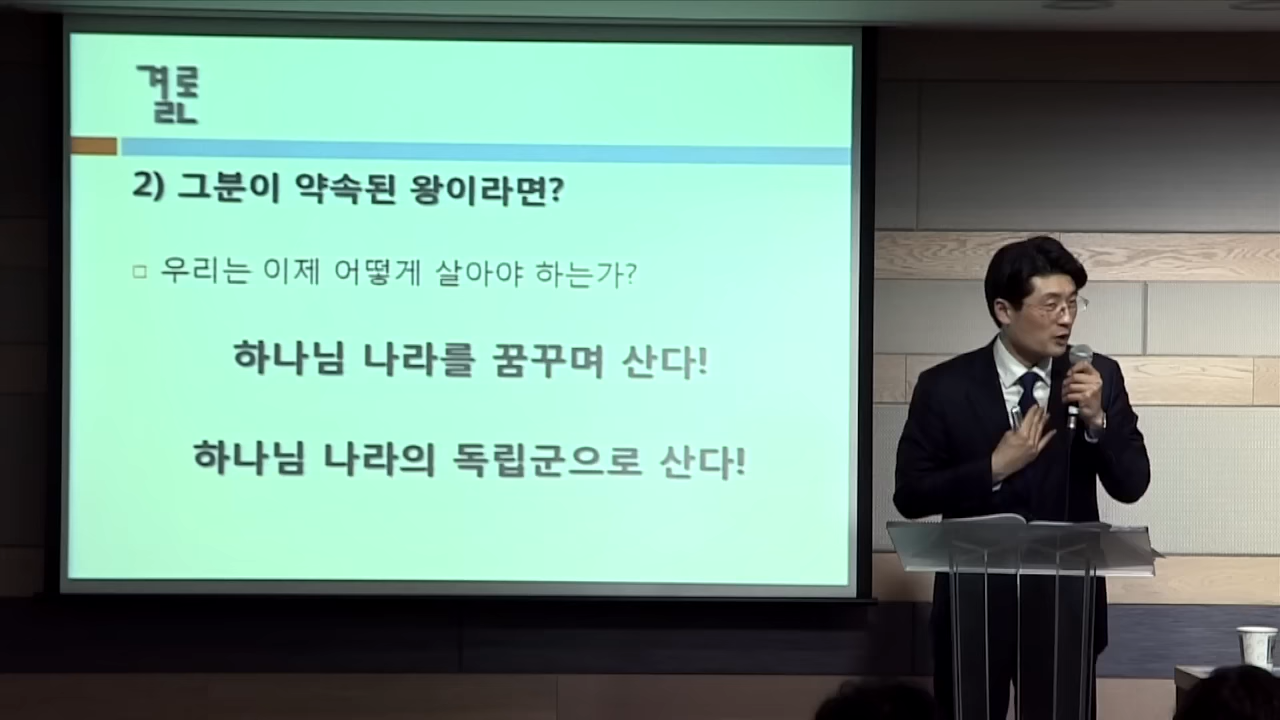 결론
2) 그분이 약속된 왕이라면?
□ 우리는 이제 어떻게 살아야 하는가?
하나님 나라를 꿈꾸며 산다!
하나님 나라의 독립군으로 산다!